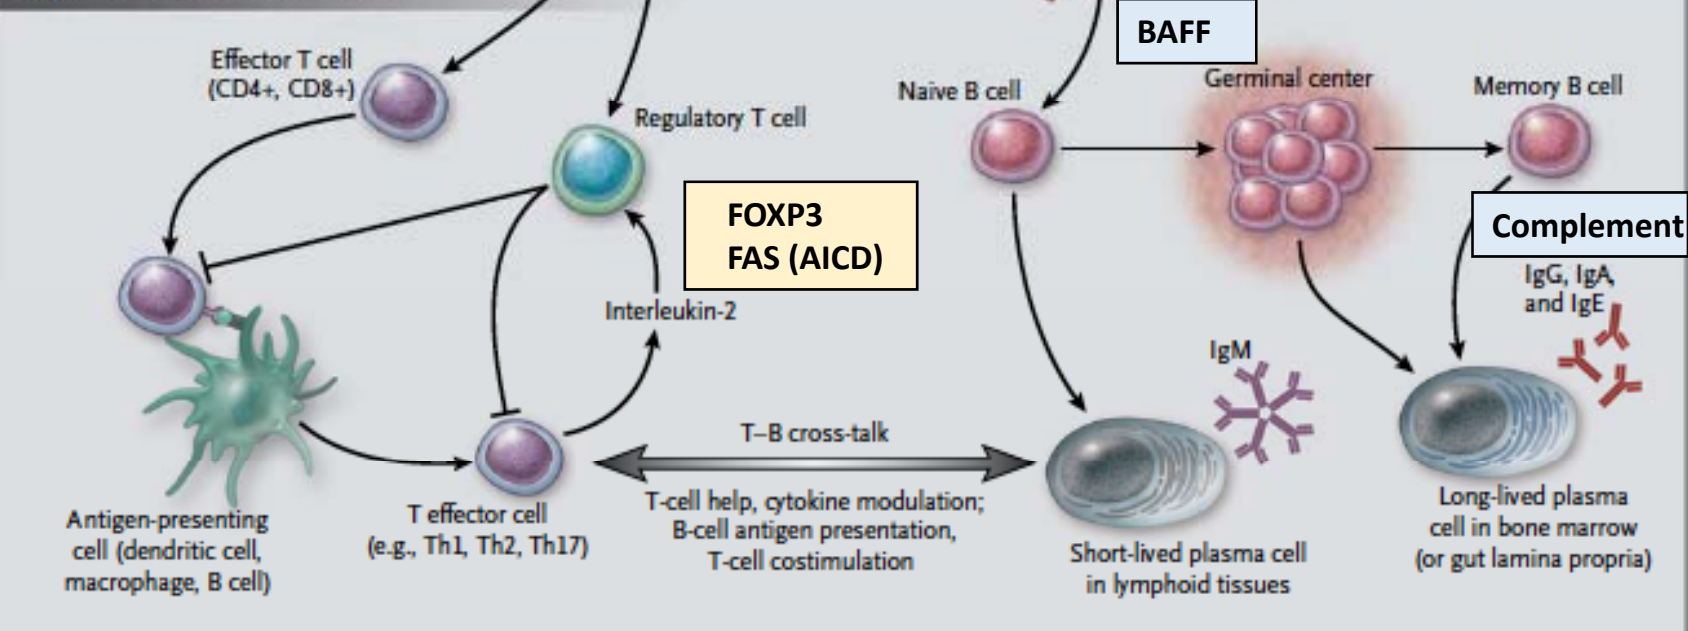 BAFF
Effector T cell
(CD4+, CD8+)
Regulatory T cell
Naive B cell
Germinal center
Memory B cell
FOXP3
FAS (AICD)
Complement
IgG, IgA,
and IgE
Interleukin-2
IgM
T–B cross-talk
T-cell help, cytokine modulation;
B-cell antigen presentation,
T-cell costimulation
Antigen-presenting
cell (dendritic cell,
macrophage, B cell)
T effector cell
(e.g., Th1, Th2, Th17)
Short-lived plasma cell
in lymphoid tissues
Long-lived plasma
cell in bone marrow
(or gut lamina propria)